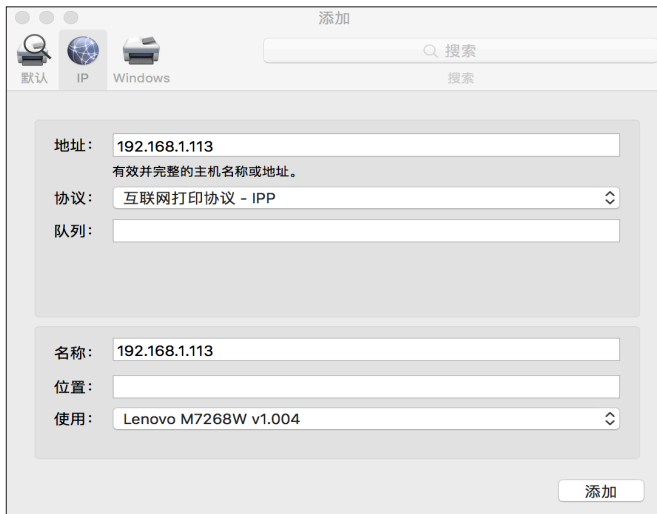 添加
搜索
默认 IP Windows 搜索
地址： 192.168.1.113
有效并完整的主机名称或地址。
协议： 互联网打印协议 - IPP
队列：
名称： 192.168.1.113
位置：
使用： Lenovo M7268W v1.004
添加